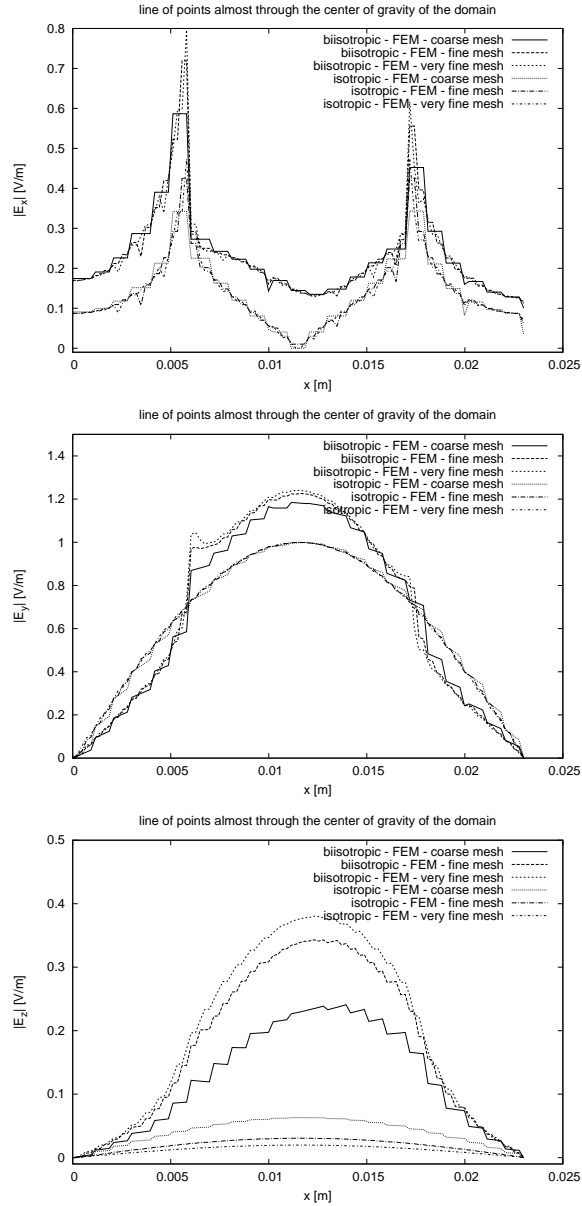 line of points almost through the center of gravity of the domain
biisotropic - FEM - coarse mesh
biisotropic - FEM - fine mesh
biisotropic - FEM - very fine mesh
isotropic - FEM - coarse mesh
isotropic - FEM - fine mesh
isotropic - FEM - very fine mesh
0.8
0.7
0.6
0.5
0.4
0.3
0.2
0.1
0
|Ex| [V/m]
0 0.005 0.01 0.015 0.02 0.025
x [m]
line of points almost through the center of gravity of the domain
biisotropic - FEM - coarse mesh
biisotropic - FEM - fine mesh
biisotropic - FEM - very fine mesh
isotropic - FEM - coarse mesh
isotropic - FEM - fine mesh
isotropic - FEM - very fine mesh
1.4
1.2
1
0.8
0.6
0.4
0.2
0
|Ey| [V/m]
0 0.005 0.01 0.015 0.02 0.025
x [m]
line of points almost through the center of gravity of the domain
biisotropic - FEM - coarse mesh
biisotropic - FEM - fine mesh
biisotropic - FEM - very fine mesh
isotropic - FEM - coarse mesh
isotropic - FEM - fine mesh
isotropic - FEM - very fine mesh
0.5
0.4
0.3
0.2
0.1
0
|Ez| [V/m]
0 0.005 0.01 0.015 0.02 0.025
x [m]